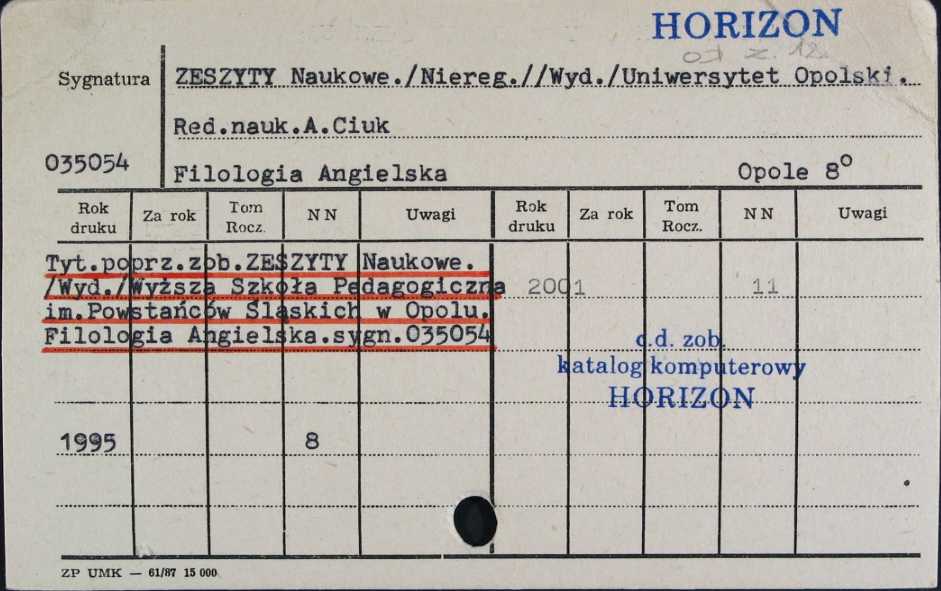 HORIZON
od z. 12.
Sygnatura
ZESZYTY Naukowe./Niereg.//Wyd./Uniwersytet Opolski.
Red.nauk.A.Ciuk
035054
Filologia Angielska Opole 8º
Rok druku Za rok Tom Rocz. NN Uwagi Rok druku Za rok Tom Rocz. NN Uwagi
Tyt.poprz.zob.ZESZYTY Naukowe.
/Wyd./Wyższa Szkoła Pedagogiczna 2001 11
im.Powstańców Śląskich w Opolu.
Filologia Angielska.sygn.035054
c.d. zob.
katalog komputerowy
HORIZON
1995 8
ZP UMK — 61/87 15 000